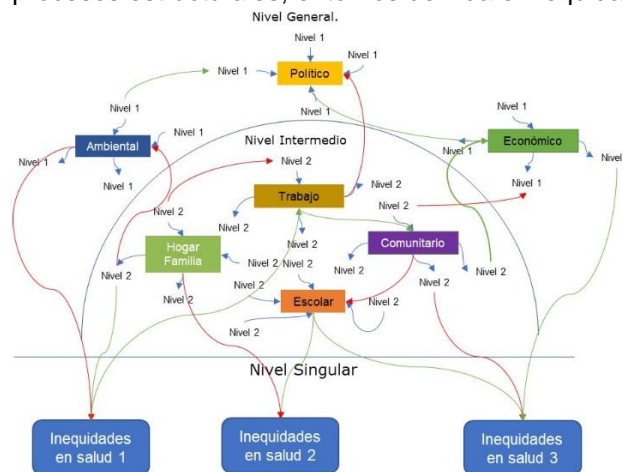 procesos estructurales,
Nivel General.
Nivel 1
Nivel 1
Nivel 1
Político
Nivel 1
Nivel 1
Nivel 1
Nivel 1
Ambiental
Nivel 1
Nivel 1
Nivel 1
Económico
Nivel
Nivel 1
Nivel Intermedio
Nivel 2
Trabajo
Nivel 2
Nivel 2
Nivel 2
Nivel 2
Nivel 2
Comunitario
Nivel 2
Nivel 2
Nivel 2
Hogar
Familia
Nivel 2
Nivel 2
Nivel 2
Nivel 2
Nivel 2
Nivel 2
Escolar
Nivel 2
Nivel 2
Nivel Singular
Inequidades
en salud 1
Inequidades
en salud 2
Inequidades
en salud 3